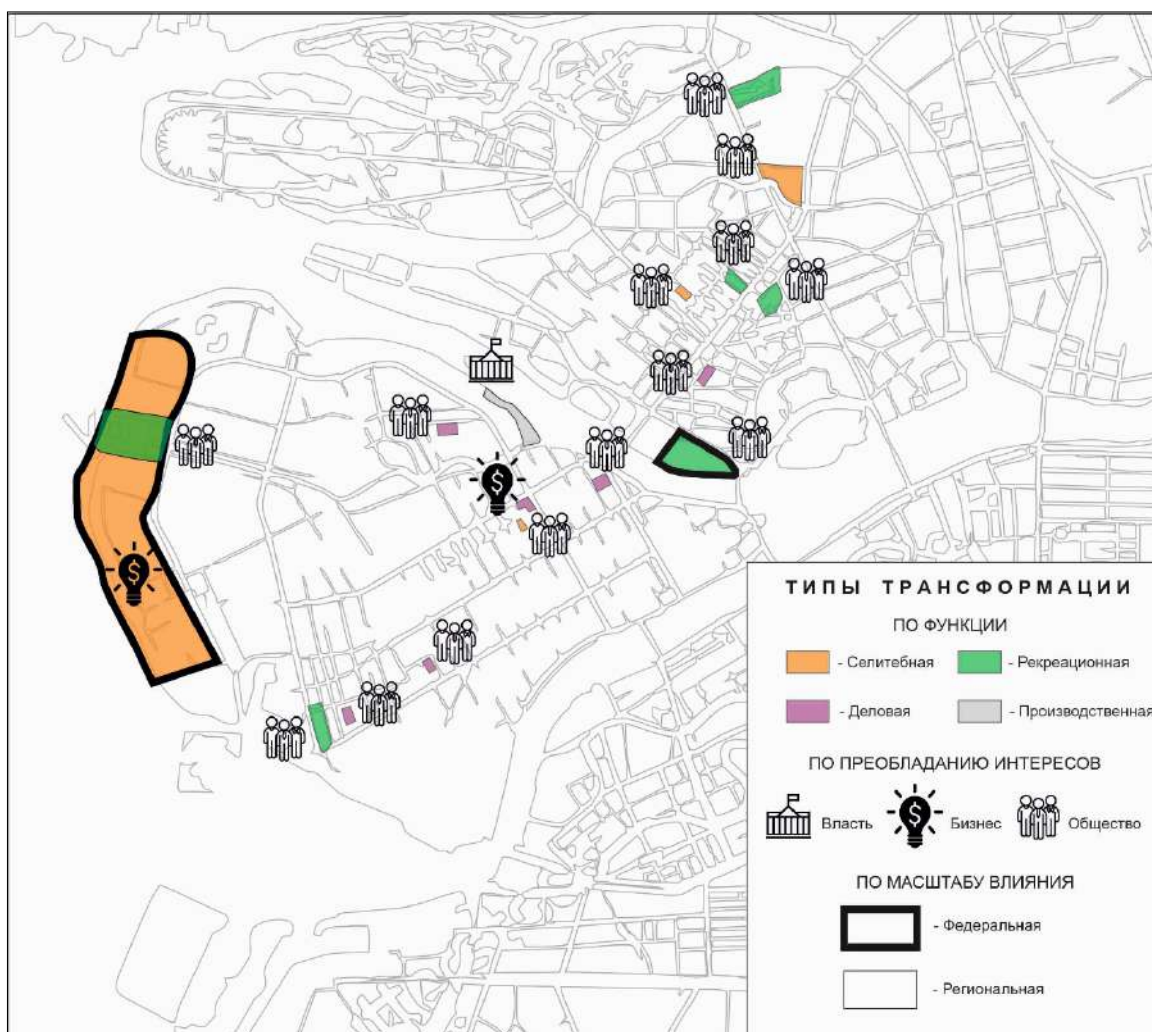 ТИПЫ ТРАНСФОРМАЦИИ
ПО ФУНКЦИИ
- Селитебная - Рекреационная
- Деловая - Производственная
ПО ПРЕОБЛАДАНИЮ ИНТЕРЕСОВ
$
Власть Бизнес Общество
ПО МАСШТАБУ ВЛИЯНИЯ
- Федеральная
- Региональная
$
$